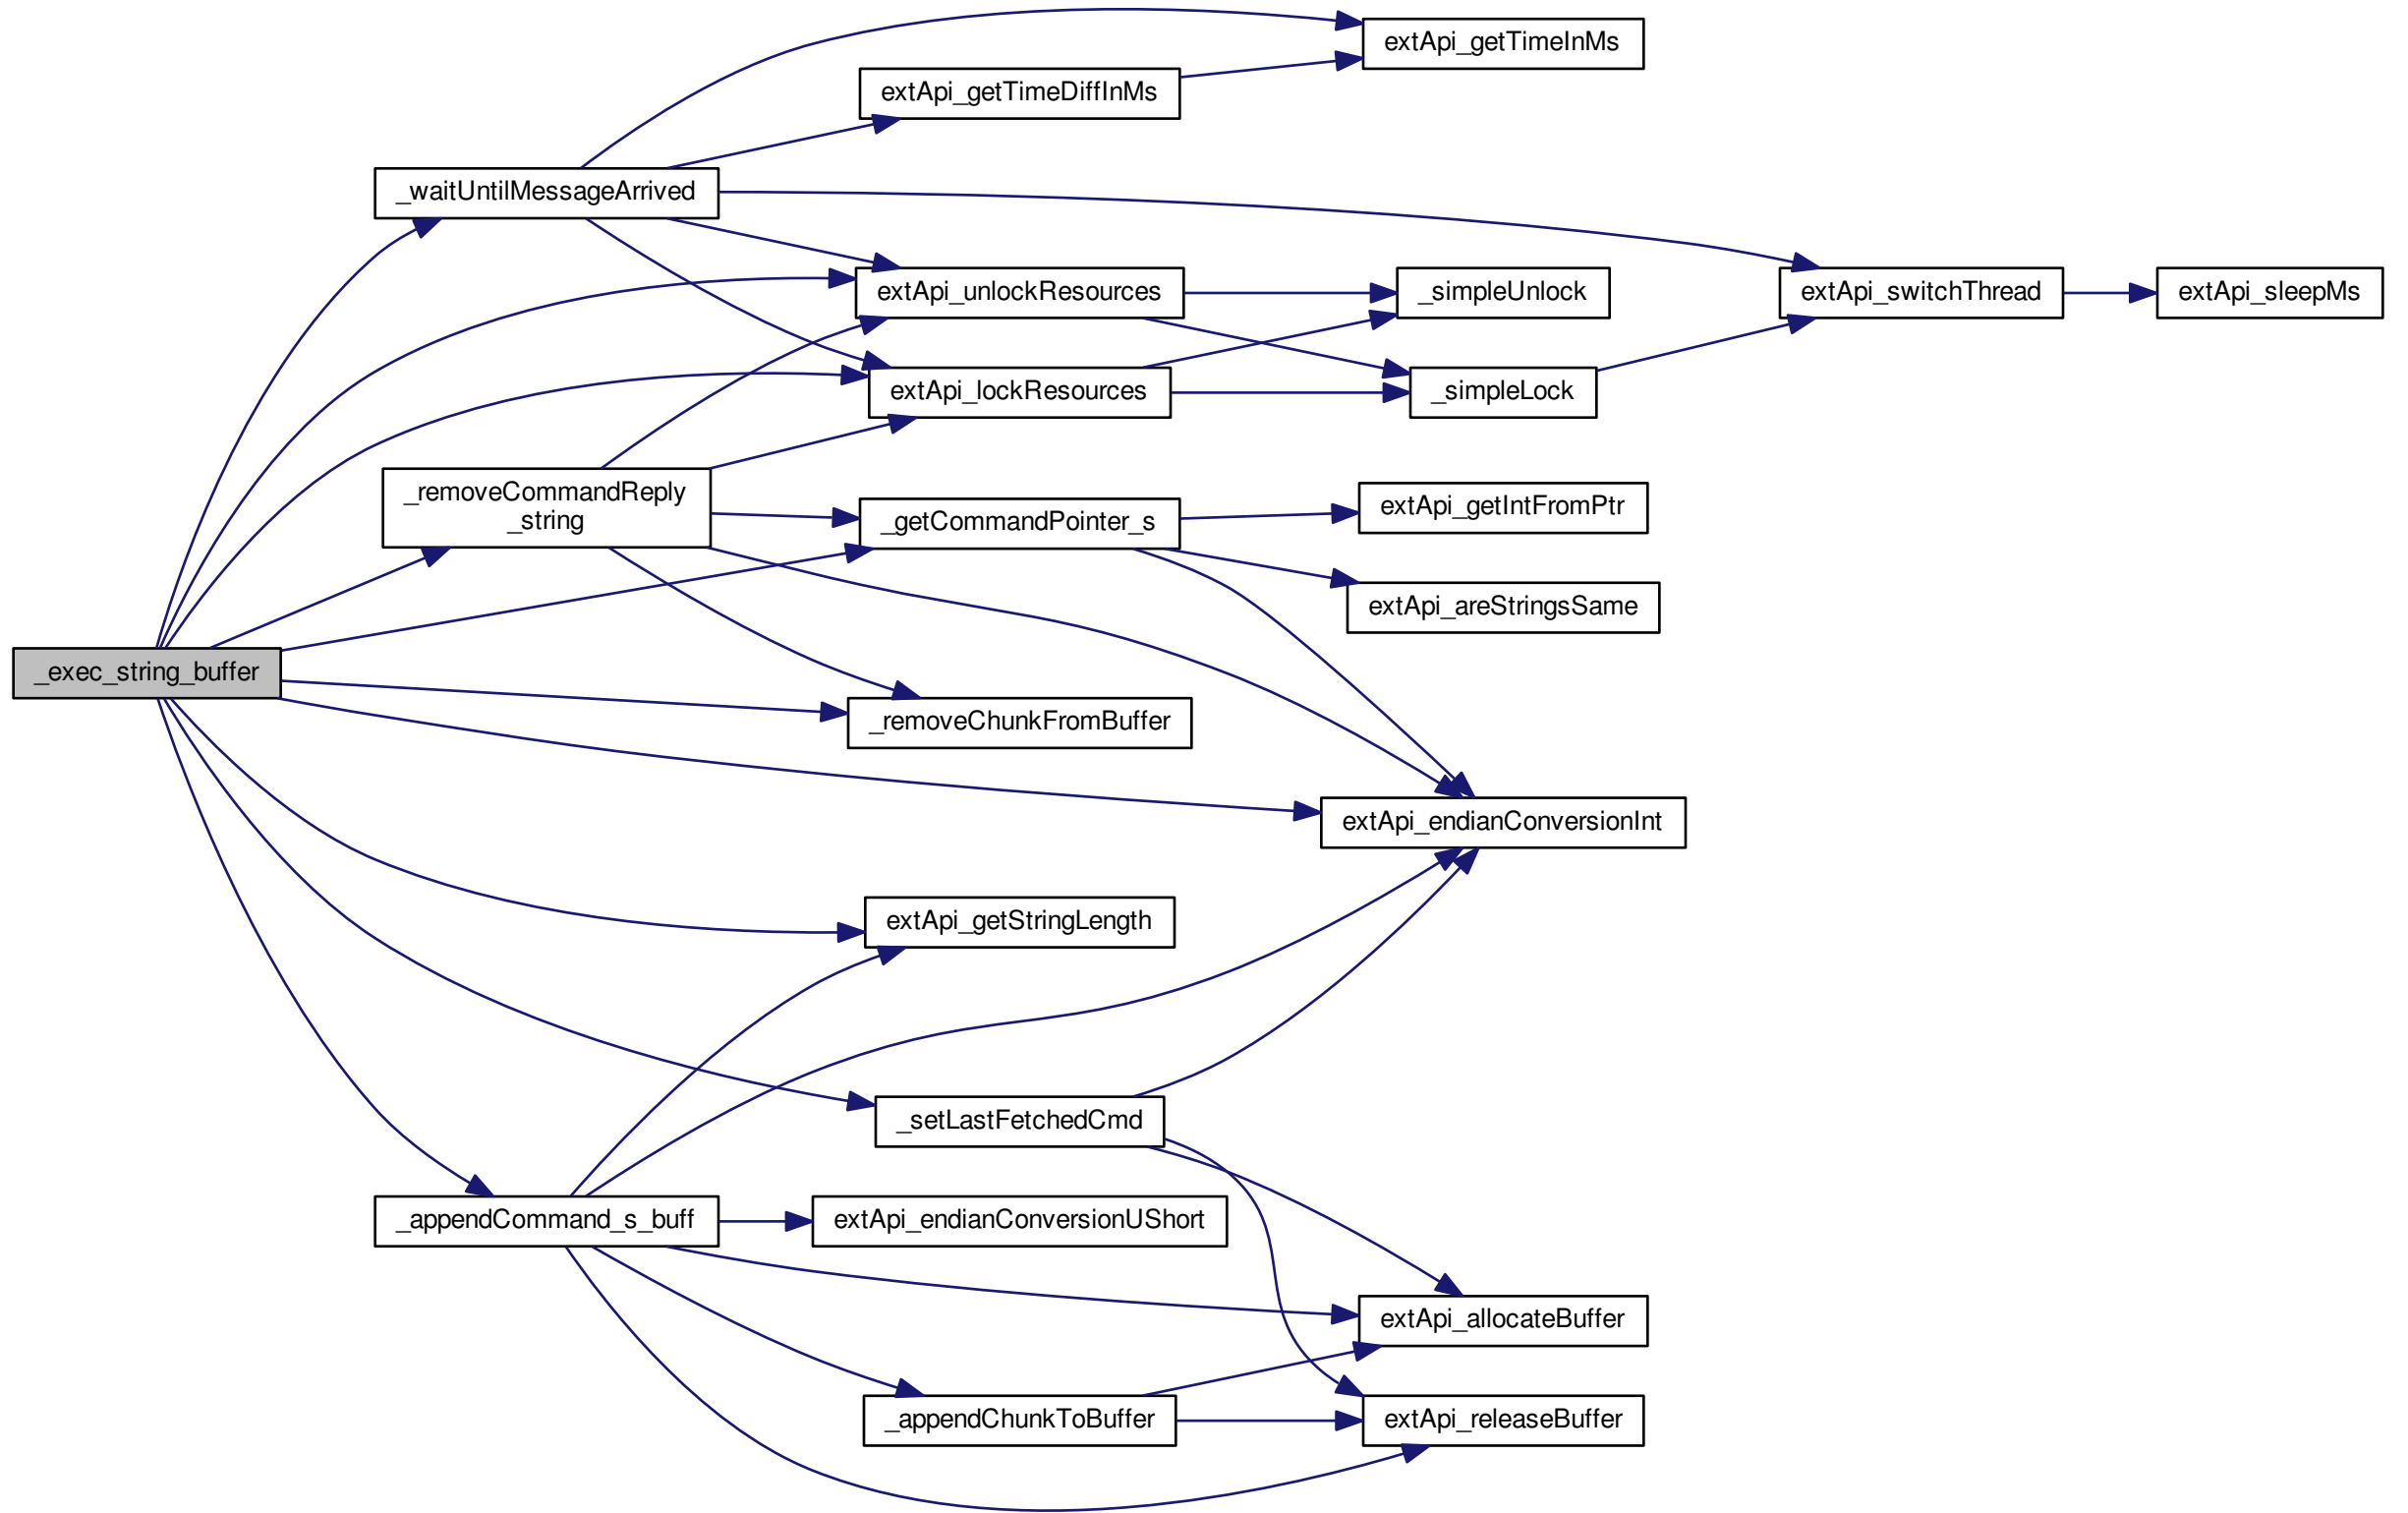 extApi_getTimeInMs
extApi_getTimeDiffInMs
_waitUntilMessageArrived
extApi_unlockResources
_simpleUnlock
extApi_switchThread
extApi_sleepMs
extApi_lockResources
_simpleLock
_removeCommandReply
_string
_getCommandPointer_s
extApi_getIntFromPtr
extApi_areStringsSame
_exec_string_buffer
_removeChunkFromBuffer
extApi_endianConversionInt
extApi_getStringLength
_setLastFetchedCmd
_appendCommand_s_buff
extApi_endianConversionUShort
extApi_allocateBuffer
_appendChunkToBuffer
extApi_releaseBuffer